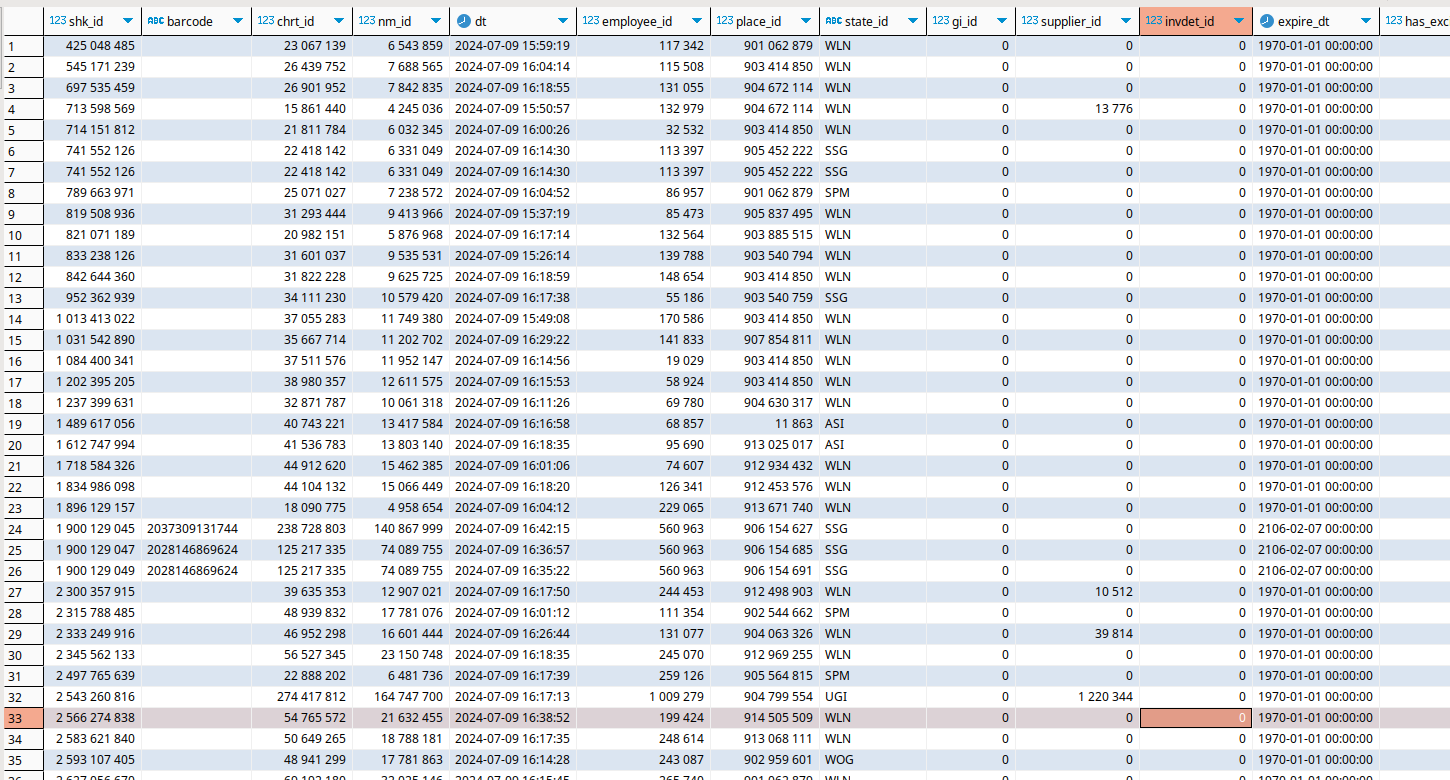 123 shk_id ABC barcode 123 chrt_id 123 nm_id dt 123 employee_id 123 place_id ABC state_id 123 gi_id 123 supplier_id 123 invdet_id expire_dt 123 has_exc
1 425 048 485 23 067 139 6 543 859 2024-07-09 15:59:19 117 342 901 062 879 WLN 0 0 0 1970-01-01 00:00:00
2 545 171 239 26 439 752 7 688 565 2024-07-09 16:04:14 115 508 903 414 850 WLN 0 0 0 1970-01-01 00:00:00
3 697 535 459 26 901 952 7 842 835 2024-07-09 16:18:55 131 055 904 672 114 WLN 0 0 0 1970-01-01 00:00:00
4 713 598 569 15 861 440 4 245 036 2024-07-09 15:50:57 132 979 904 672 114 WLN 0 13 776 0 1970-01-01 00:00:00
5 714 151 812 21 811 784 6 032 345 2024-07-09 16:00:26 32 532 903 414 850 WLN 0 0 0 1970-01-01 00:00:00
6 741 552 126 22 418 142 6 331 049 2024-07-09 16:14:30 113 397 905 452 222 SSG 0 0 0 1970-01-01 00:00:00
7 741 552 126 22 418 142 6 331 049 2024-07-09 16:14:30 113 397 905 452 222 SSG 0 0 0 1970-01-01 00:00:00
8 789 663 971 25 071 027 7 238 572 2024-07-09 16:04:52 86 957 901 062 879 SPM 0 0 0 1970-01-01 00:00:00
9 819 508 936 31 293 444 9 413 966 2024-07-09 15:37:19 85 473 905 837 495 WLN 0 0 0 1970-01-01 00:00:00
10 821 071 189 20 982 151 5 876 968 2024-07-09 16:17:14 132 564 903 885 515 WLN 0 0 0 1970-01-01 00:00:00
11 833 238 126 31 601 037 9 535 531 2024-07-09 15:26:14 139 788 903 540 794 WLN 0 0 0 1970-01-01 00:00:00
12 842 644 360 31 822 228 9 625 725 2024-07-09 16:18:59 148 654 903 414 850 WLN 0 0 0 1970-01-01 00:00:00
13 952 362 939 34 111 230 10 579 420 2024-07-09 16:17:38 55 186 903 540 759 SSG 0 0 0 1970-01-01 00:00:00
14 1 013 413 022 37 055 283 11 749 380 2024-07-09 15:49:08 170 586 903 414 850 WLN 0 0 0 1970-01-01 00:00:00
15 1 031 542 890 35 667 714 11 202 702 2024-07-09 16:29:22 141 833 907 854 811 WLN 0 0 0 1970-01-01 00:00:00
16 1 084 400 341 37 511 576 11 952 147 2024-07-09 16:14:56 19 029 903 414 850 WLN 0 0 0 1970-01-01 00:00:00
17 1 202 395 205 38 980 357 12 611 575 2024-07-09 16:15:53 58 924 903 414 850 WLN 0 0 0 1970-01-01 00:00:00
18 1 237 399 631 32 871 787 10 061 318 2024-07-09 16:11:26 69 780 904 630 317 WLN 0 0 0 1970-01-01 00:00:00
19 1 489 617 056 40 743 221 13 417 584 2024-07-09 16:16:58 68 857 11 863 ASI 0 0 0 1970-01-01 00:00:00
20 1 612 747 994 41 536 783 13 803 140 2024-07-09 16:18:35 95 690 913 025 017 ASI 0 0 0 1970-01-01 00:00:00
21 1 718 584 326 44 912 620 15 462 385 2024-07-09 16:01:06 74 607 912 934 432 WLN 0 0 0 1970-01-01 00:00:00
22 1 834 986 098 44 104 132 15 066 449 2024-07-09 16:18:20 126 341 912 453 576 WLN 0 0 0 1970-01-01 00:00:00
23 1 896 129 157 18 090 775 4 958 654 2024-07-09 16:04:12 229 065 913 671 740 WLN 0 0 0 1970-01-01 00:00:00
24 1 900 129 045 2037309131744 238 728 803 140 867 999 2024-07-09 16:42:15 560 963 906 154 627 SSG 0 0 0 2106-02-07 00:00:00
25 1 900 129 047 2028146869624 125 217 335 74 089 755 2024-07-09 16:36:57 560 963 906 154 685 SSG 0 0 0 2106-02-07 00:00:00
26 1 900 129 049 2028146869624 125 217 335 74 089 755 2024-07-09 16:35:22 560 963 906 154 691 SSG 0 0 0 2106-02-07 00:00:00
27 2 300 357 915 39 635 353 12 907 021 2024-07-09 16:17:50 244 453 912 498 903 WLN 0 10 512 0 1970-01-01 00:00:00
28 2 315 788 485 48 939 832 17 781 076 2024-07-09 16:01:12 111 354 902 544 662 SPM 0 0 0 1970-01-01 00:00:00
29 2 333 249 916 46 952 298 16 601 444 2024-07-09 16:26:44 131 077 904 063 326 WLN 0 39 814 0 1970-01-01 00:00:00
30 2 345 562 133 56 527 345 23 150 748 2024-07-09 16:18:35 245 070 912 969 255 WLN 0 0 0 1970-01-01 00:00:00
31 2 497 765 639 22 888 202 6 481 736 2024-07-09 16:17:39 259 126 905 564 815 SPM 0 0 0 1970-01-01 00:00:00
32 2 543 260 816 274 417 812 164 747 700 2024-07-09 16:17:13 1 009 279 904 799 554 UGI 0 1 220 344 0 1970-01-01 00:00:00
33 2 566 274 838 54 765 572 21 632 455 2024-07-09 16:38:52 199 424 914 505 509 WLN 0 0 0 1970-01-01 00:00:00
34 2 583 621 840 50 649 265 18 788 181 2024-07-09 16:17:35 248 614 913 068 111 WLN 0 0 0 1970-01-01 00:00:00
35 2 593 107 405 48 941 299 17 781 863 2024-07-09 16:14:28 243 087 902 959 601 WOG 0 0 0 1970-01-01 00:00:00